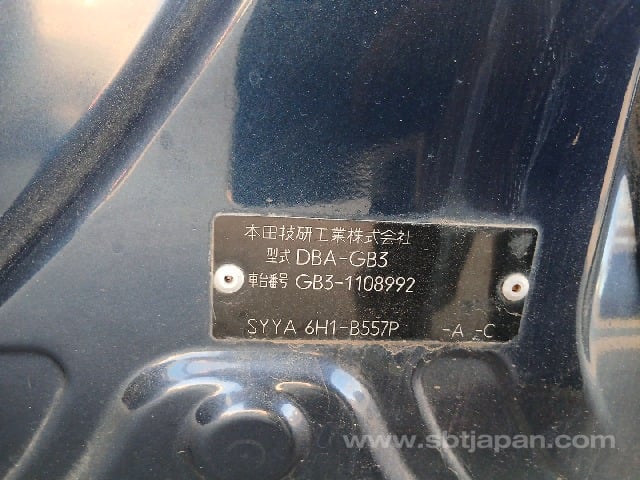 本田技研工業株式会社
型式 DBA-GB3
車台番号 GB3-1108992
SYYA 6H1-B557P -A -C
www.sbtjapan.com